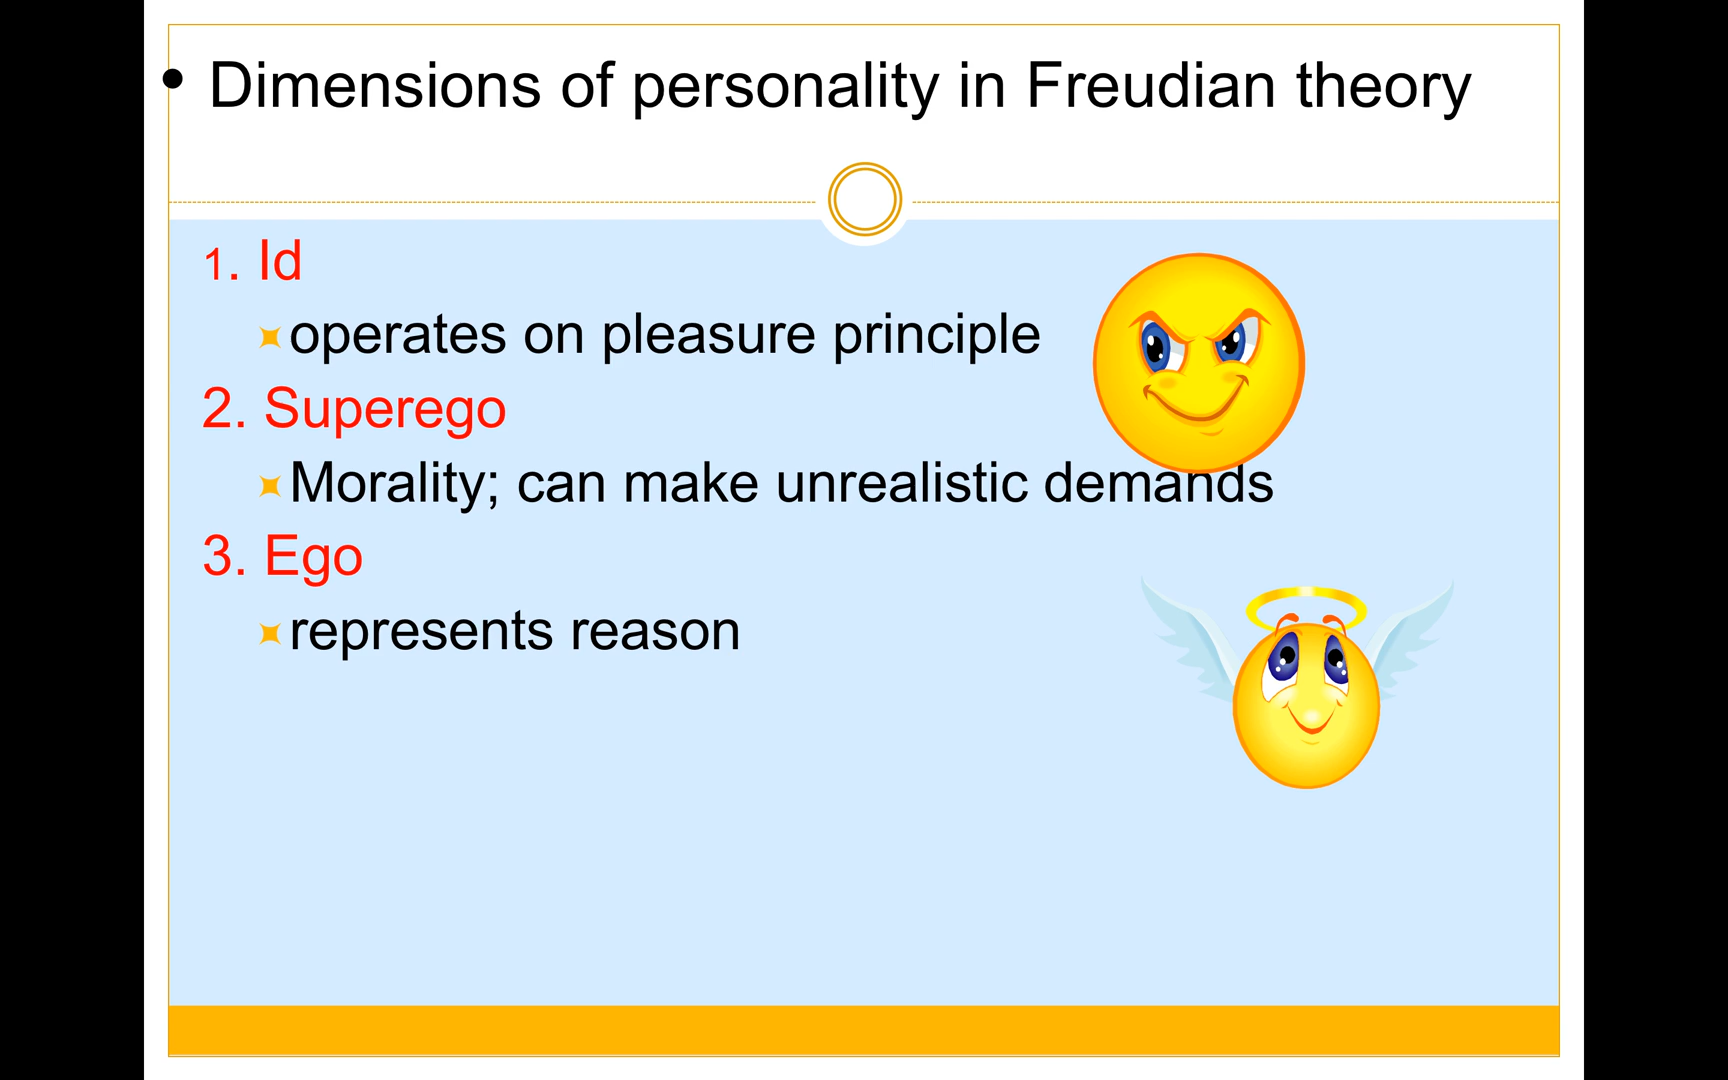 • Dimensions of personality in Freudian theory
1. Id
operates on pleasure principle
2. Superego
Morality; can make unrealistic demands
3. Ego
represents reason